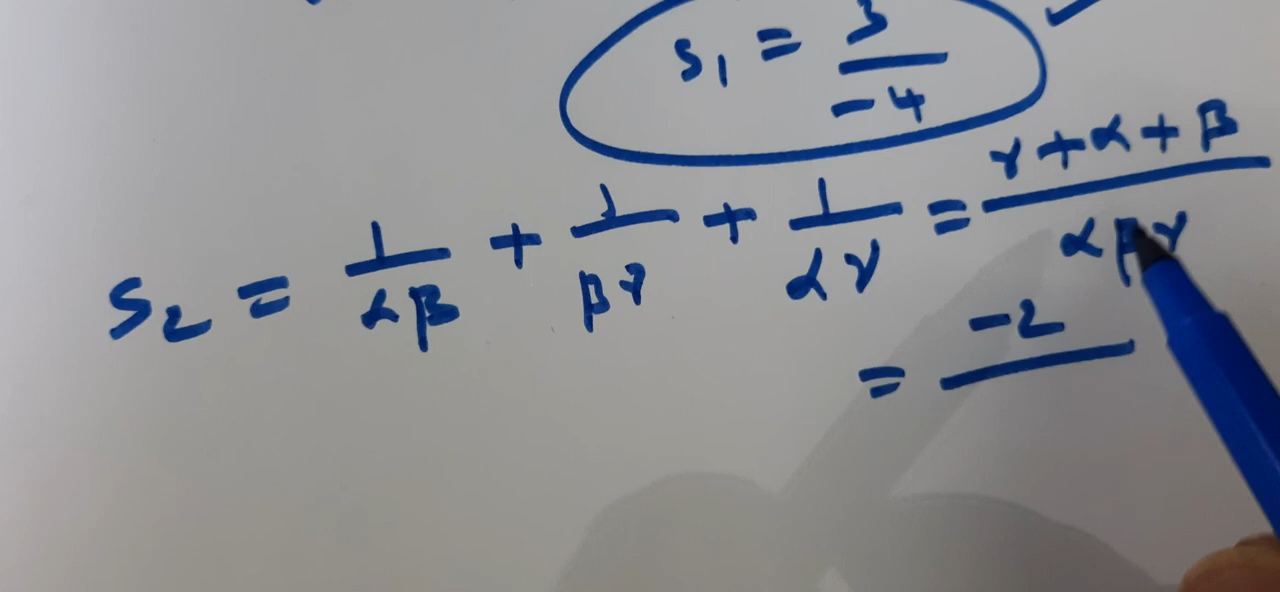 S₁ = 3/-4
S₂ = 1/αβ + 1/βγ + 1/αγ = γ+α+β/αβγ
= -2/